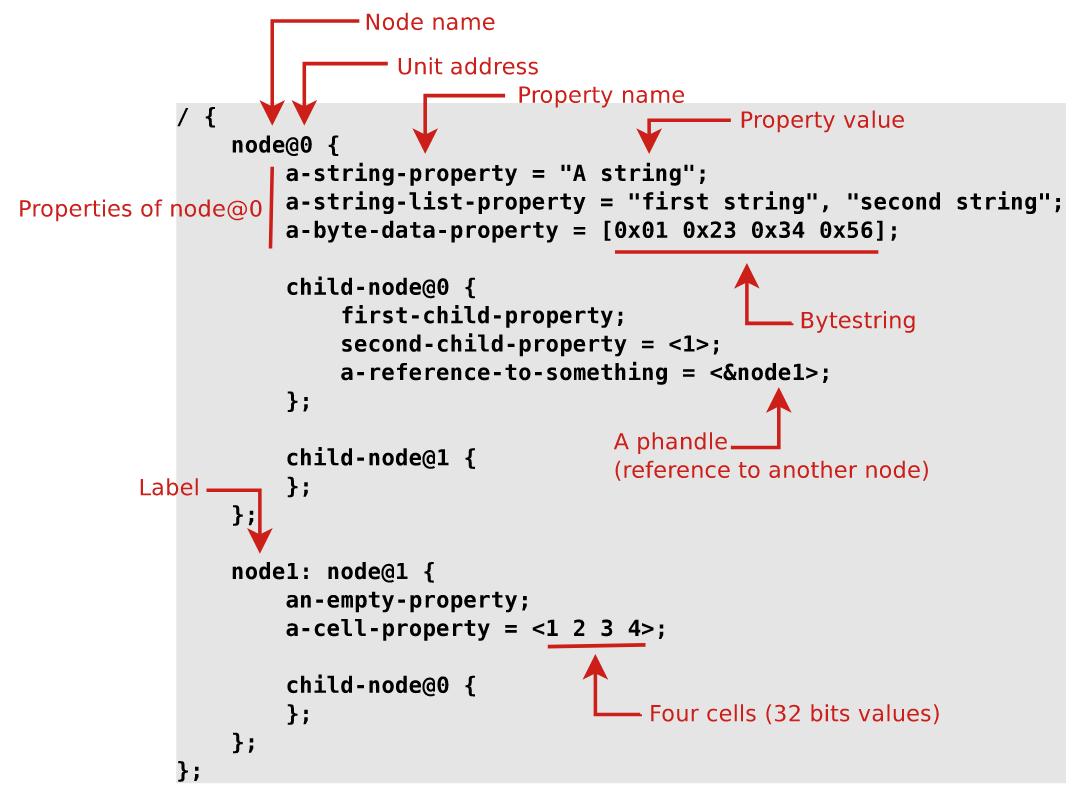 Node name
Unit address
Property name
/ {
Property value
node@0 {
a-string-property = "A string";
Properties of node@0
a-string-list-property = "first string", "second string";
a-byte-data-property = [0x01 0x23 0x34 0x56];
child-node@0 {
first-child-property;
Bytestring
second-child-property = <1>;
a-reference-to-something = <&node1>;
};
A phandle
(reference to another node)
child-node@1 {
Label
};
};
node1: node@1 {
an-empty-property;
a-cell-property = <1 2 3 4>;
child-node@0 {
};
Four cells (32 bits values)
};
};